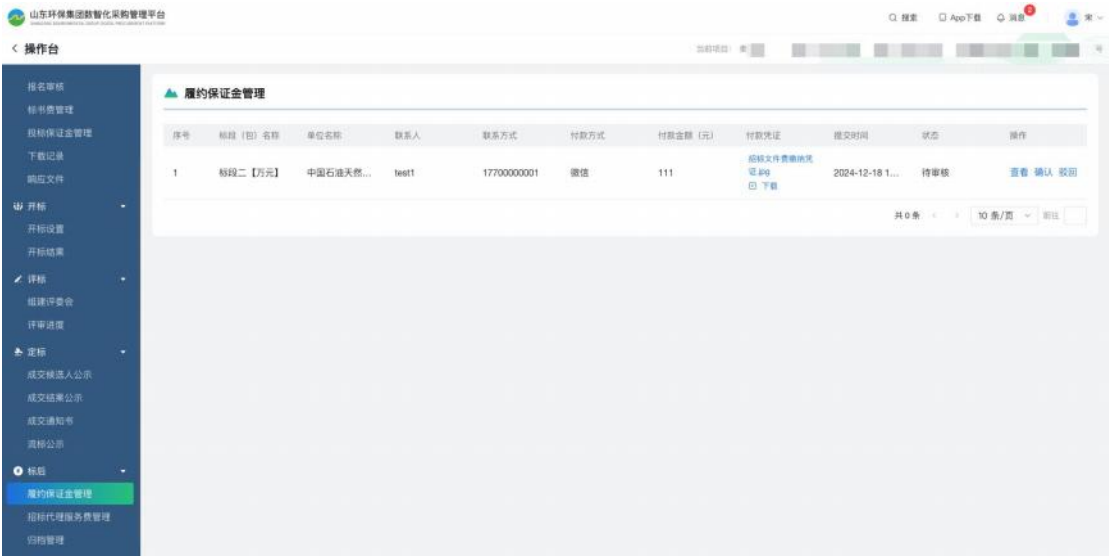 山东环保集团数智化采购管理平台
搜索 App下载 消息 2 宋
操作台
当前项目:
报名审核
标书费管理
投标保证金管理
下载记录
响应文件
开标
开标设置
开标结果
评标
组建评委会
评审进度
定标
成交候选人公示
成交结果公示
成交通知书
流标公示
标后
履约保证金管理
招标代理服务费管理
归档管理
履约保证金管理
序号 标段（包）名称 单位名称 联系人 联系方式 付款方式 付款金额（元） 付款凭证 提交时间 状态 操作
1 标段二【万元】 中国石油天然... test1 17700000001 微信 111 招标文件费缴纳凭 2024-12-18 1... 待审核 查看 确认 驳回
证.jpg
下载
共 0 条 10 条/页 前往